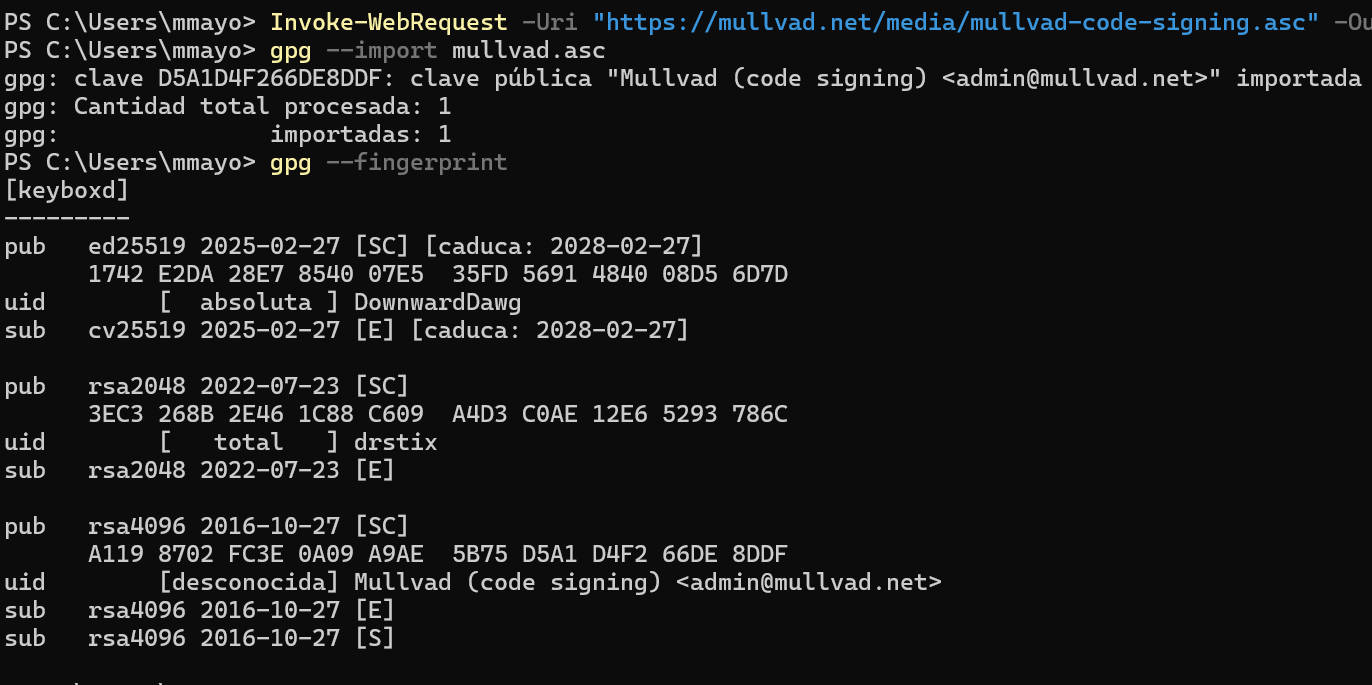 PS C:\Users\mmayo> Invoke-WebRequest -Uri "https://mullvad.net/media/mullvad-code-signing.asc" -Ou
PS C:\Users\mmayo> gpg --import mullvad.asc
gpg: clave D5A1D4F266DE8DDF: clave pública "Mullvad (code signing) <admin@mullvad.net>" importada
gpg: Cantidad total procesada: 1
gpg:               importadas: 1
PS C:\Users\mmayo> gpg --fingerprint
[keyboxd]
---------
pub   ed25519 2025-02-27 [SC] [caduca: 2028-02-27]
      1742 E2DA 28E7 8540 07E5  35FD 5691 4840 08D5 6D7D
uid        [  absoluta ] DownwardDawg
sub   cv25519 2025-02-27 [E] [caduca: 2028-02-27]

pub   rsa2048 2022-07-23 [SC]
      3EC3 268B 2E46 1C88 C609  A4D3 C0AE 12E6 5293 786C
uid        [   total   ] drstix
sub   rsa2048 2022-07-23 [E]

pub   rsa4096 2016-10-27 [SC]
      A119 8702 FC3E 0A09 A9AE  5B75 D5A1 D4F2 66DE 8DDF
uid        [desconocida] Mullvad (code signing) <admin@mullvad.net>
sub   rsa4096 2016-10-27 [E]
sub   rsa4096 2016-10-27 [S]